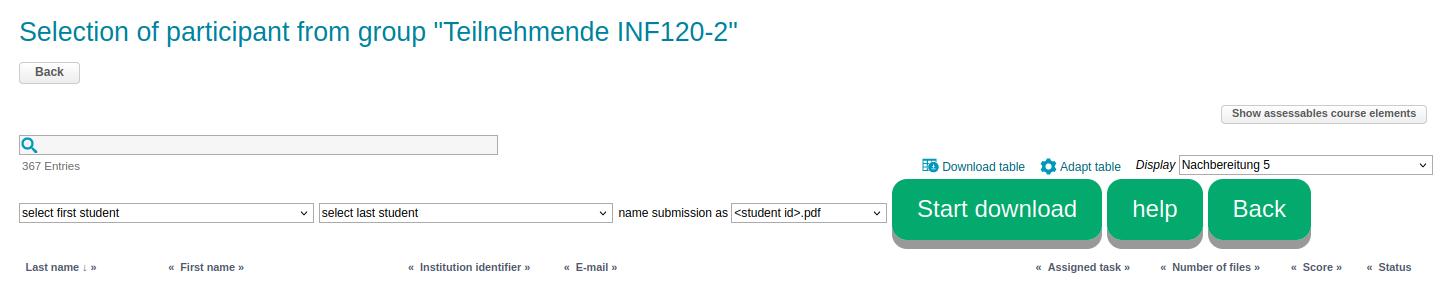 Selection of participant from group "Teilnehmende INF120-2"
Back
Show assessables course elements
367 Entries
Download table Adapt table Display Nachbereitung 5
select first student select last student name submission as <student id>.pdf Start download help Back
Last name ↓ » « First name » « Institution identifier » « E-mail » « Assigned task » « Number of files » « Score » « Status